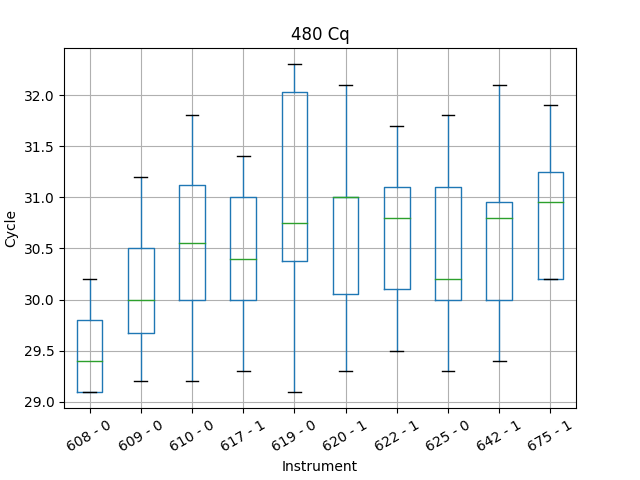 480 Cq
Cycle
32.0
31.5
31.0
30.5
30.0
29.5
29.0
608 - 0
609 - 0
610 - 0
617 - 1
619 - 0
620 - 1
622 - 1
625 - 0
642 - 1
675 - 1
Instrument